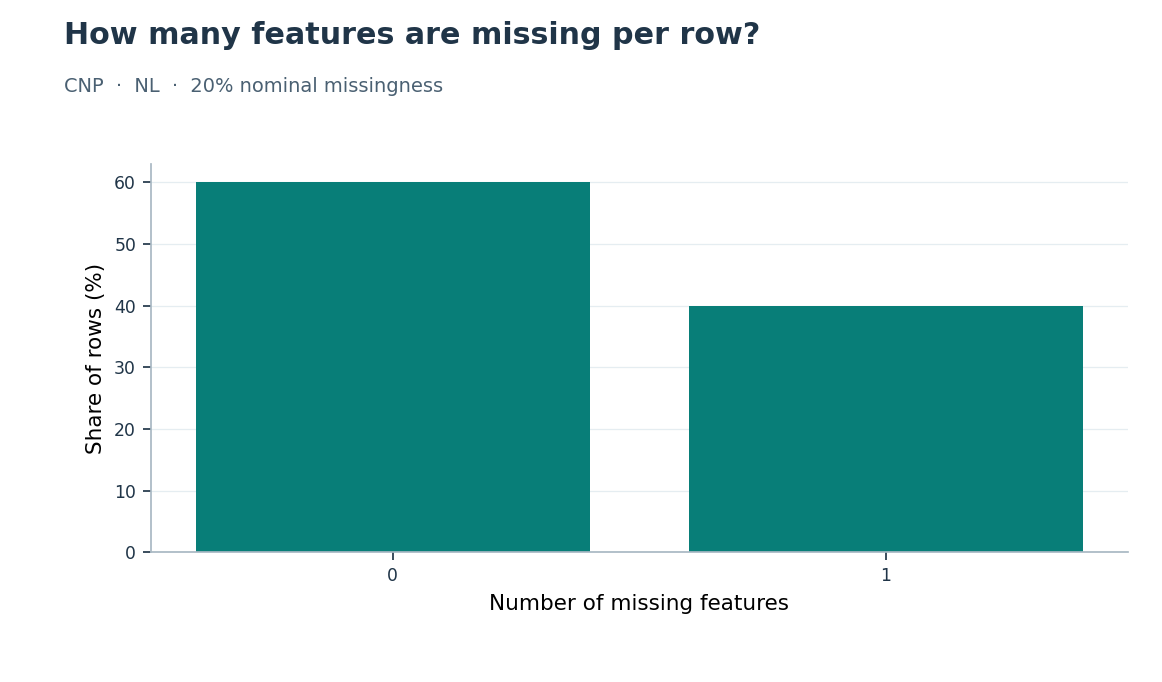 How many features are missing per row?
CNP · NL · 20% nominal missingness
60
50
40
30
20
10
0
Share of rows (%)
0 1
Number of missing features